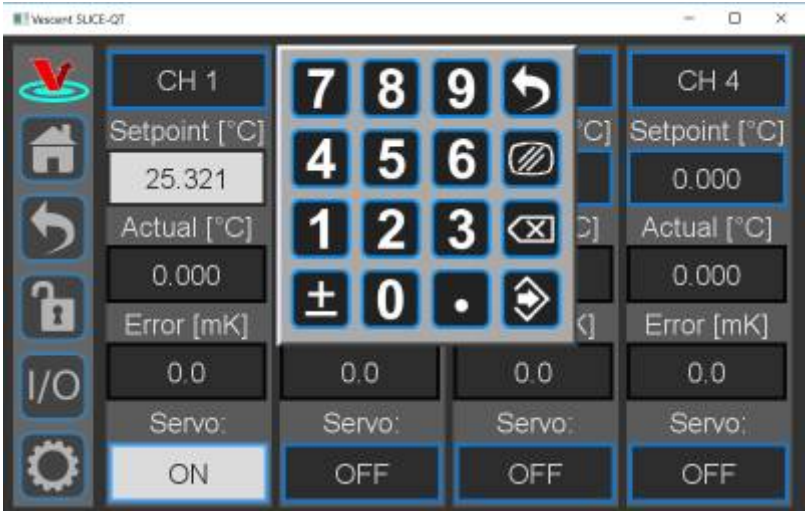 Vescent SLICE-QT
CH 1
CH 4
7 8 9
Setpoint [°C]
°C]
Setpoint [°C]
4 5 6
25.321
0.000
Actual [°C]
1 2 3
C]
Actual [°C]
0.000
0.000
± 0 .
Error [mK]
K]
Error [mK]
I/O
0.0
0.0
0.0
0.0
Servo:
Servo:
Servo:
Servo:
ON
OFF
OFF
OFF